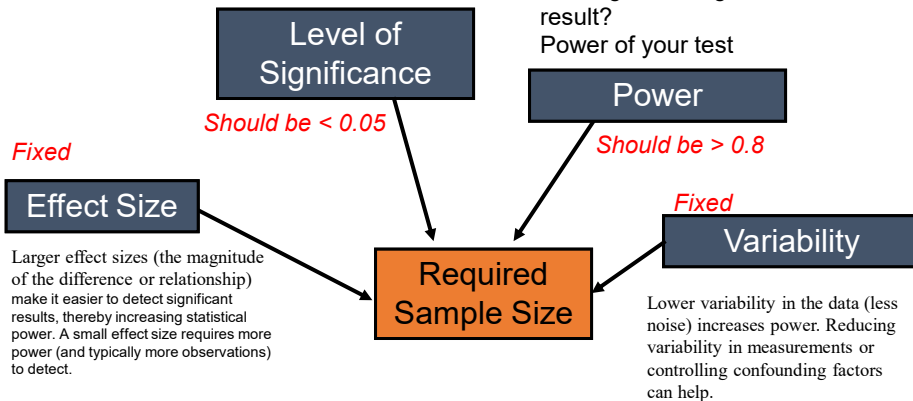 result?
Power of your test
Level of
Significance
Power
Should be < 0.05
Should be > 0.8
Fixed
Effect Size
Larger effect sizes (the magnitude
of the difference or relationship)
make it easier to detect significant
results, thereby increasing statistical
power. A small effect size requires more
power (and typically more observations)
to detect.
Required
Sample Size
Fixed
Variability
Lower variability in the data (less
noise) increases power. Reducing
variability in measurements or
controlling confounding factors
can help.